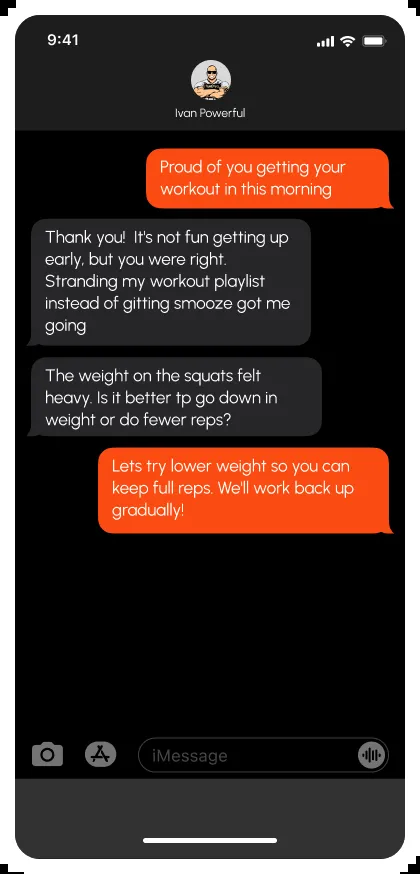 9:41
Ivan Powerful
Proud of you getting your
workout in this morning
Thank you!  It's not fun getting up
early, but you were right.
Stranding my workout playlist
instead of gitting smooze got me
going
The weight on the squats felt
heavy. Is it better tp go down in
weight or do fewer reps?
Lets try lower weight so you can
keep full reps. We'll work back up
gradually!
iMessage